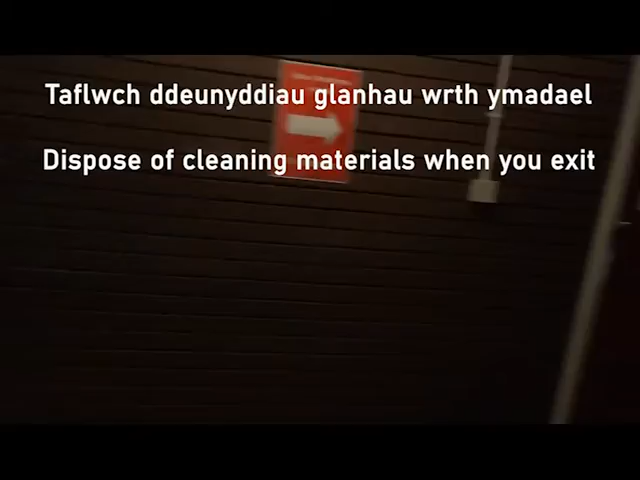 Taflwch ddeunyddiau glanhau wrth ymadael
Dispose of cleaning materials when you exit